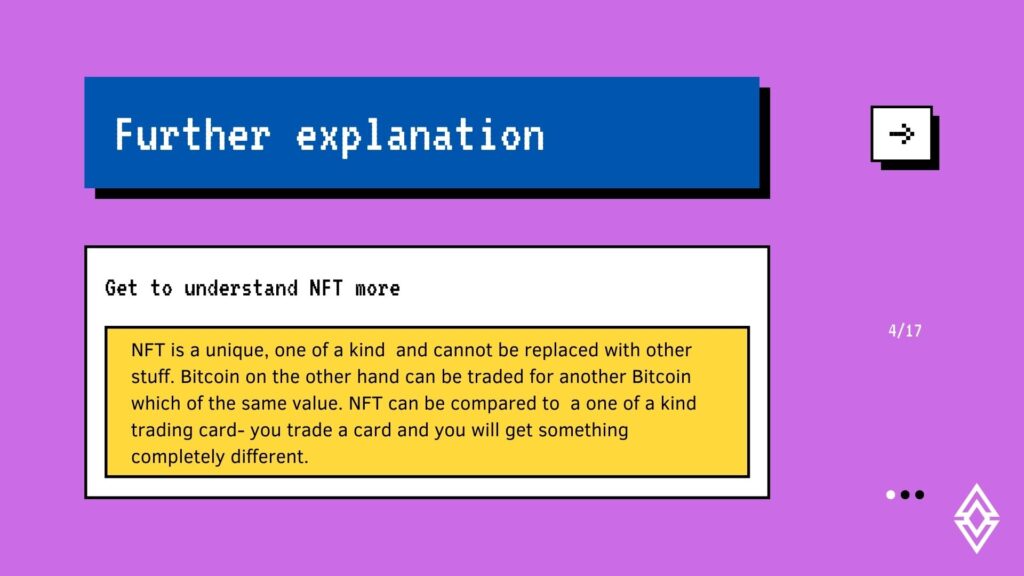 Further explanation
Get to understand NFT more
NFT is a unique, one of a kind  and cannot be replaced with other
stuff. Bitcoin on the other hand can be traded for another Bitcoin
which of the same value. NFT can be compared to  a one of a kind
trading card- you trade a card and you will get something
completely different.
4/17